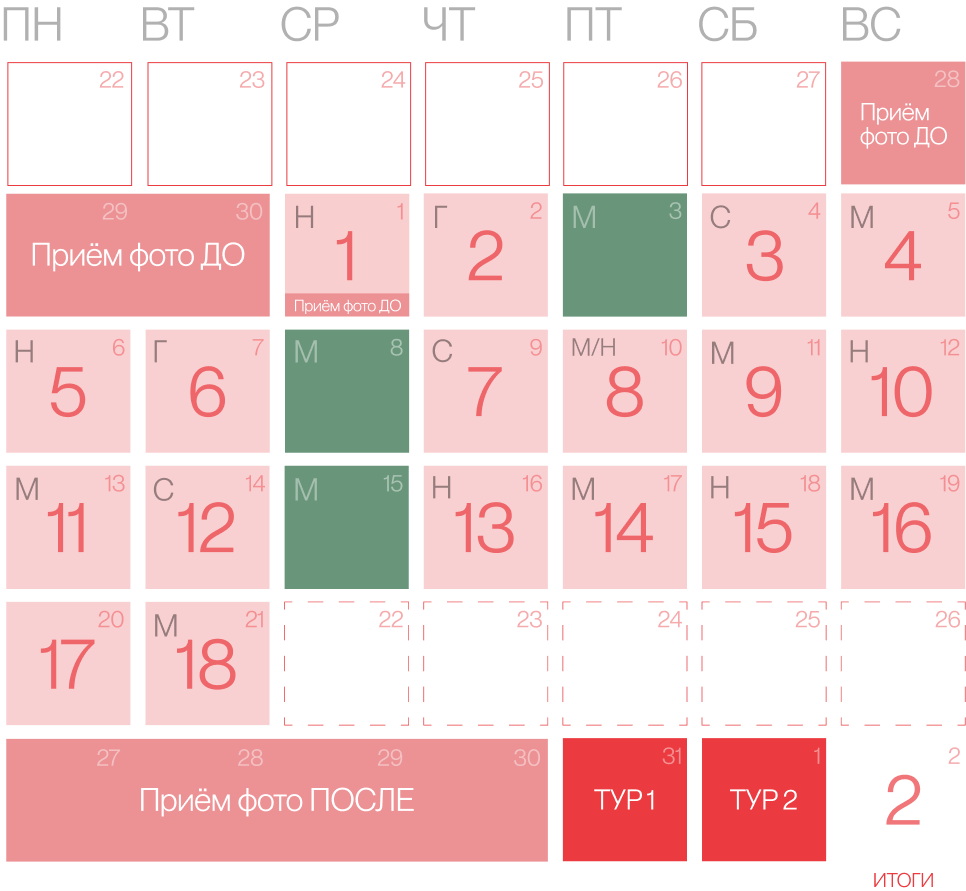 ПН ВТ СР ЧТ ПТ СБ ВС
22 23 24 25 26 27 28
Приём
фото ДО
29 30 Н 1 Г 2 М 3 С 4 М 5
Приём фото ДО 1 2 3 4
Приём фото ДО
Н 6 Г 7 М 8 С 9 М/Н 10 М 11 Н 12
5 6 7 8 9 10
М 13 С 14 М 15 Н 16 М 17 Н 18 М 19
11 12 13 14 15 16
20 М 21 22 23 24 25 26
17 18
27 28 29 30 31 1 2
Приём фото ПОСЛЕ ТУР 1 ТУР 2 2
ИТОГИ